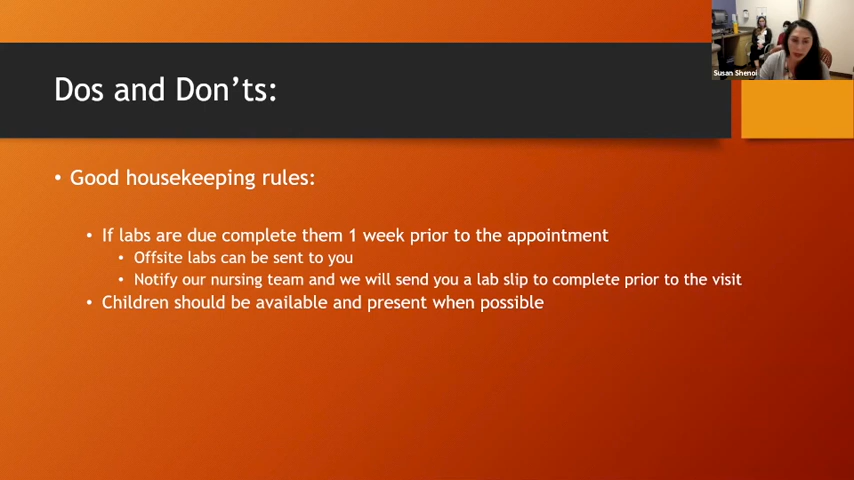 Susan Shenoi
Dos and Don'ts:
• Good housekeeping rules:
• If labs are due complete them 1 week prior to the appointment
• Offsite labs can be sent to you
• Notify our nursing team and we will send you a lab slip to complete prior to the visit
• Children should be available and present when possible